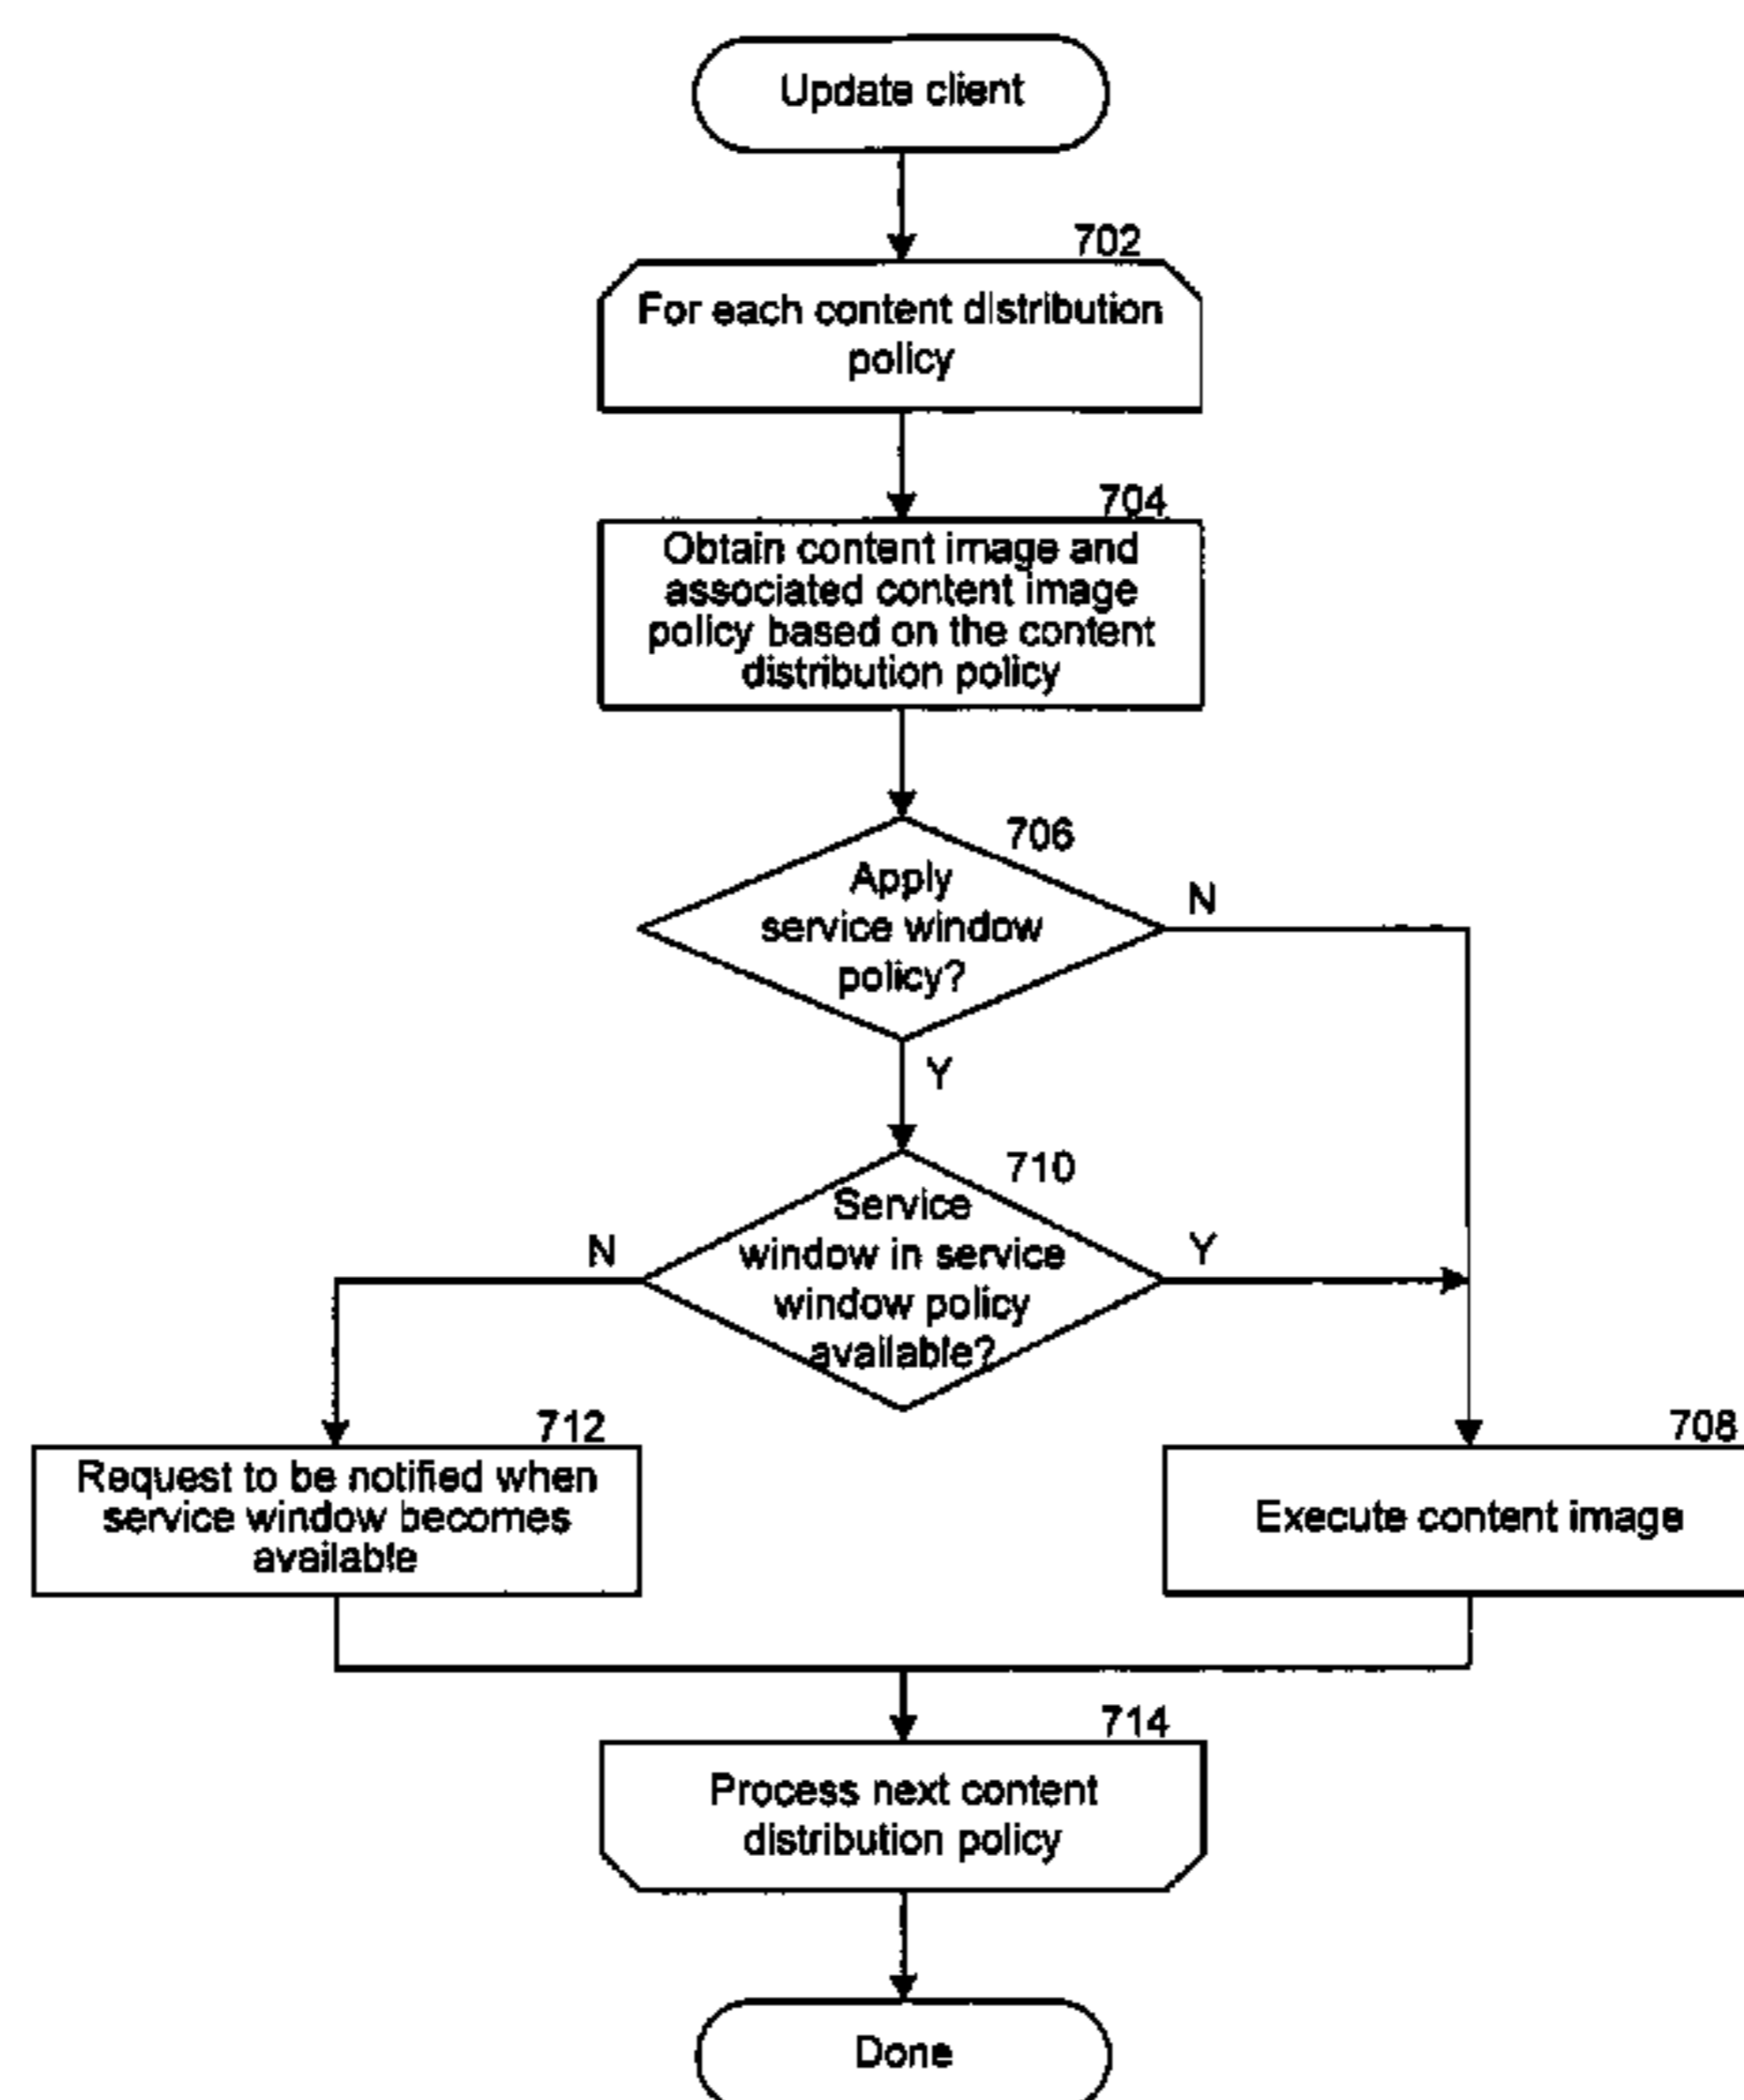 Update client
702
For each content distribution
policy
704
Obtain content image and
associated content image
policy based on the content
distribution policy
706
Apply
service window
policy?
N
Y
710
Service
window in service
window policy
available?
N
Y
712
Request to be notified when
service window becomes
available
708
Execute content image
714
Process next content
distribution policy
Done